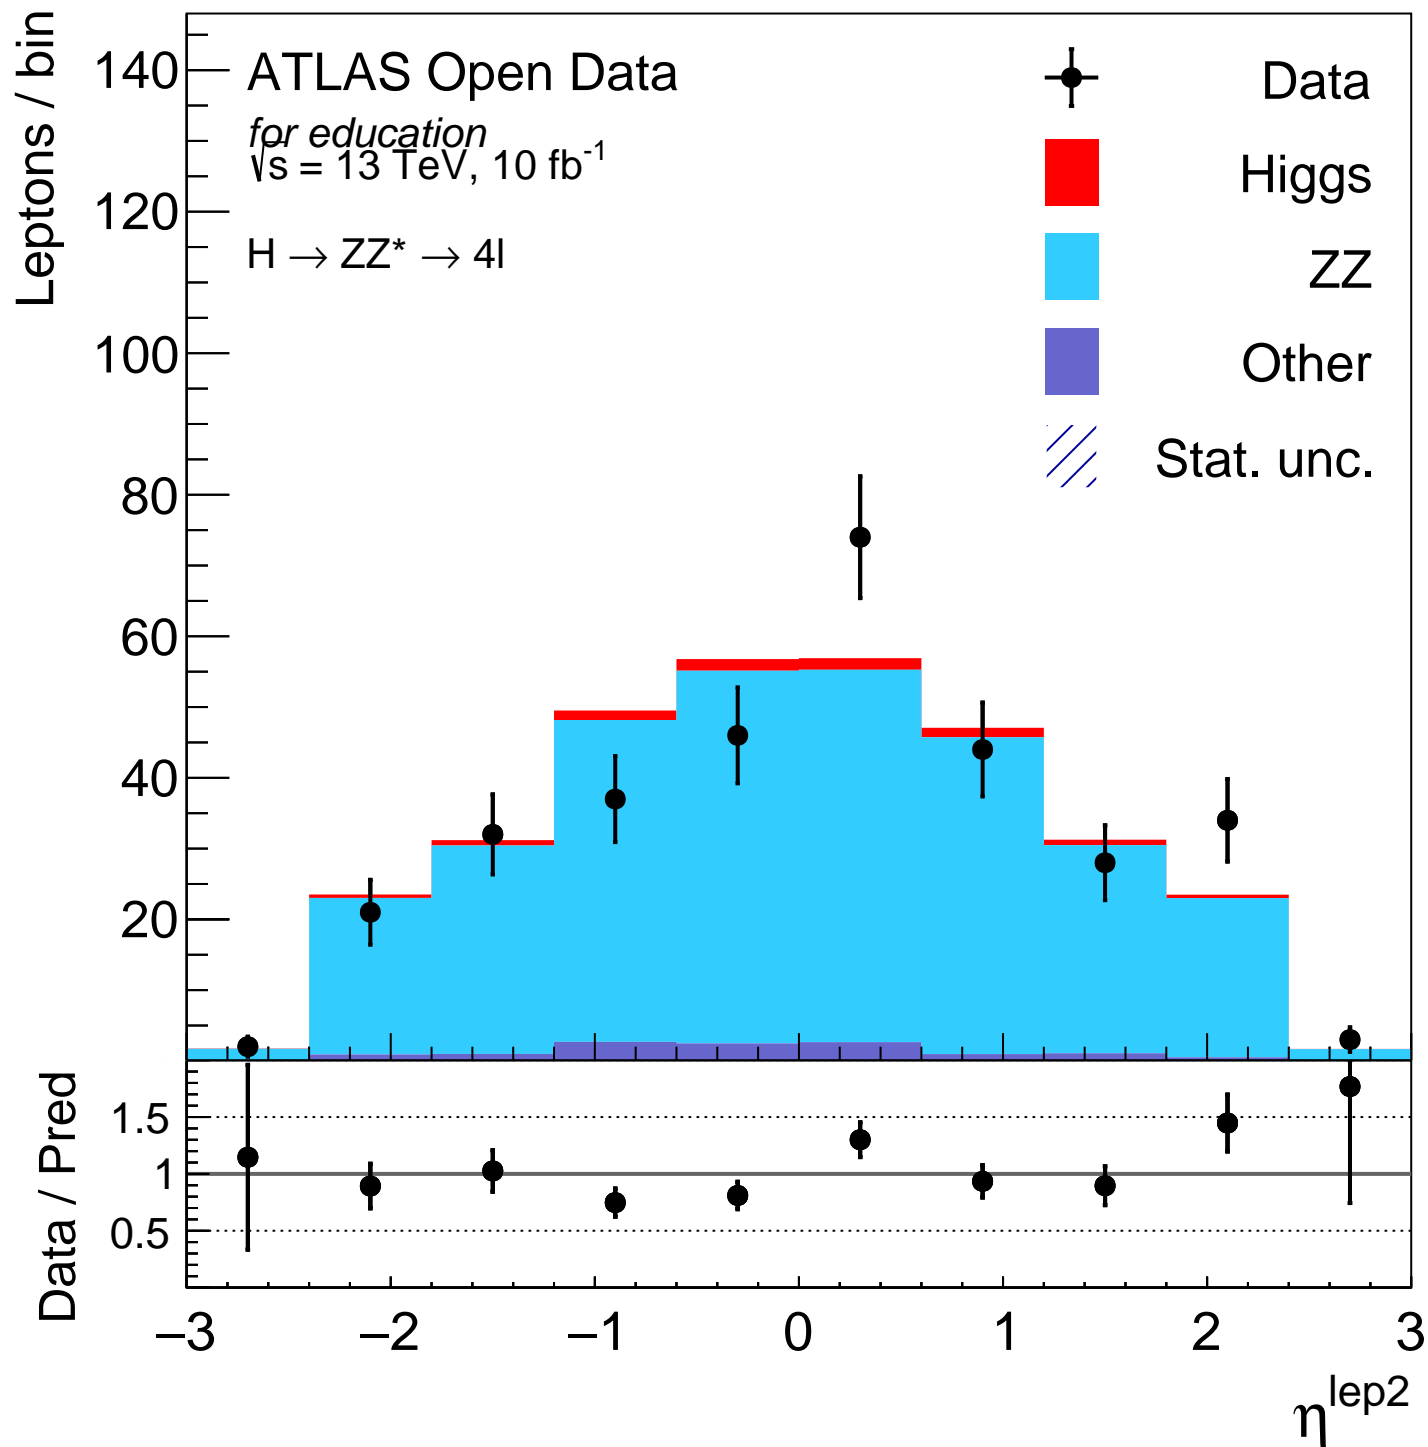 Leptons / bin
140
120
100
80
60
40
20
ATLAS Open Data
for education
√s = 13 TeV, 10 fb⁻¹
H → ZZ* → 4l
Data
Higgs
ZZ
Other
Stat. unc.
Data / Pred
1.5
1
0.5
−3 −2 −1 0 1 2 3
η^lep2